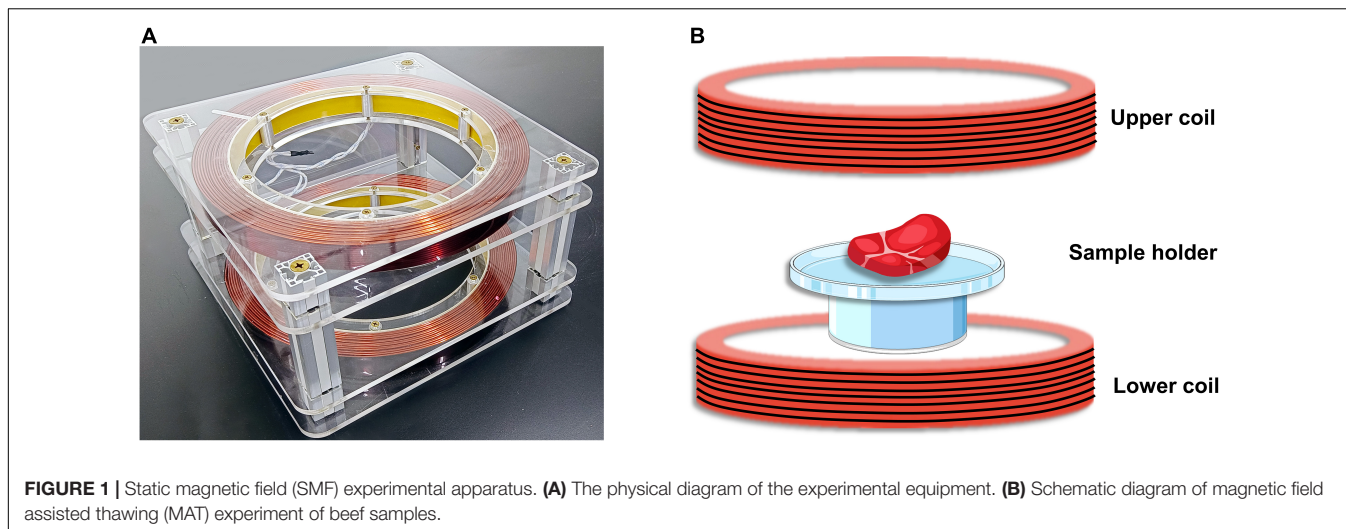 A
B
Upper coil
Sample holder
Lower coil
FIGURE 1 | Static magnetic field (SMF) experimental apparatus. (A) The physical diagram of the experimental equipment. (B) Schematic diagram of magnetic field
assisted thawing (MAT) experiment of beef samples.